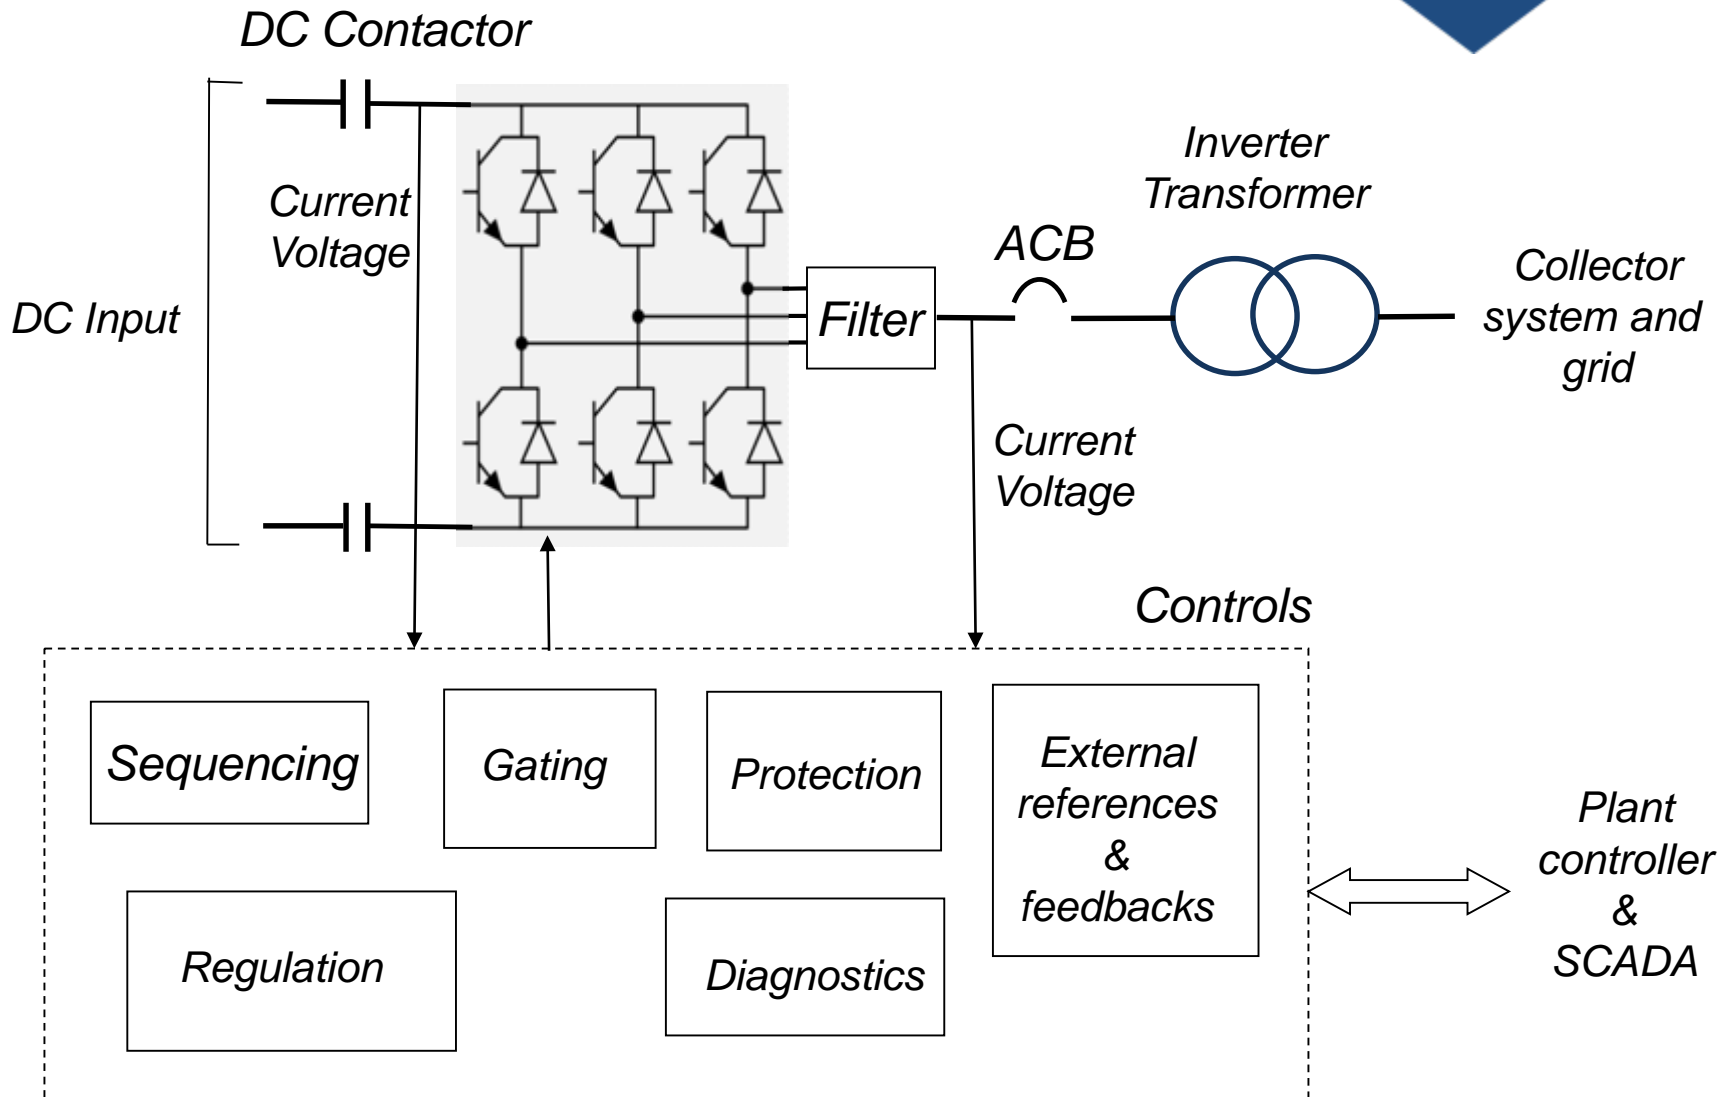 DC Contactor
Current
Voltage
DC Input
Filter
ACB
Inverter
Transformer
Collector
system and
grid
Current
Voltage
Controls
Sequencing
Gating
Protection
External
references
&
feedbacks
Regulation
Diagnostics
Plant
controller
&
SCADA